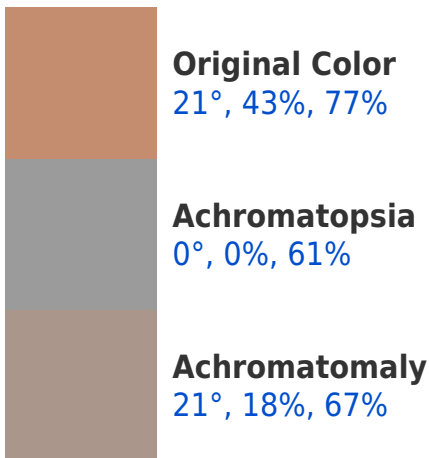 Original Color
21°, 43%, 77%
Achromatopsia
0°, 0%, 61%
Achromatomaly
21°, 18%, 67%